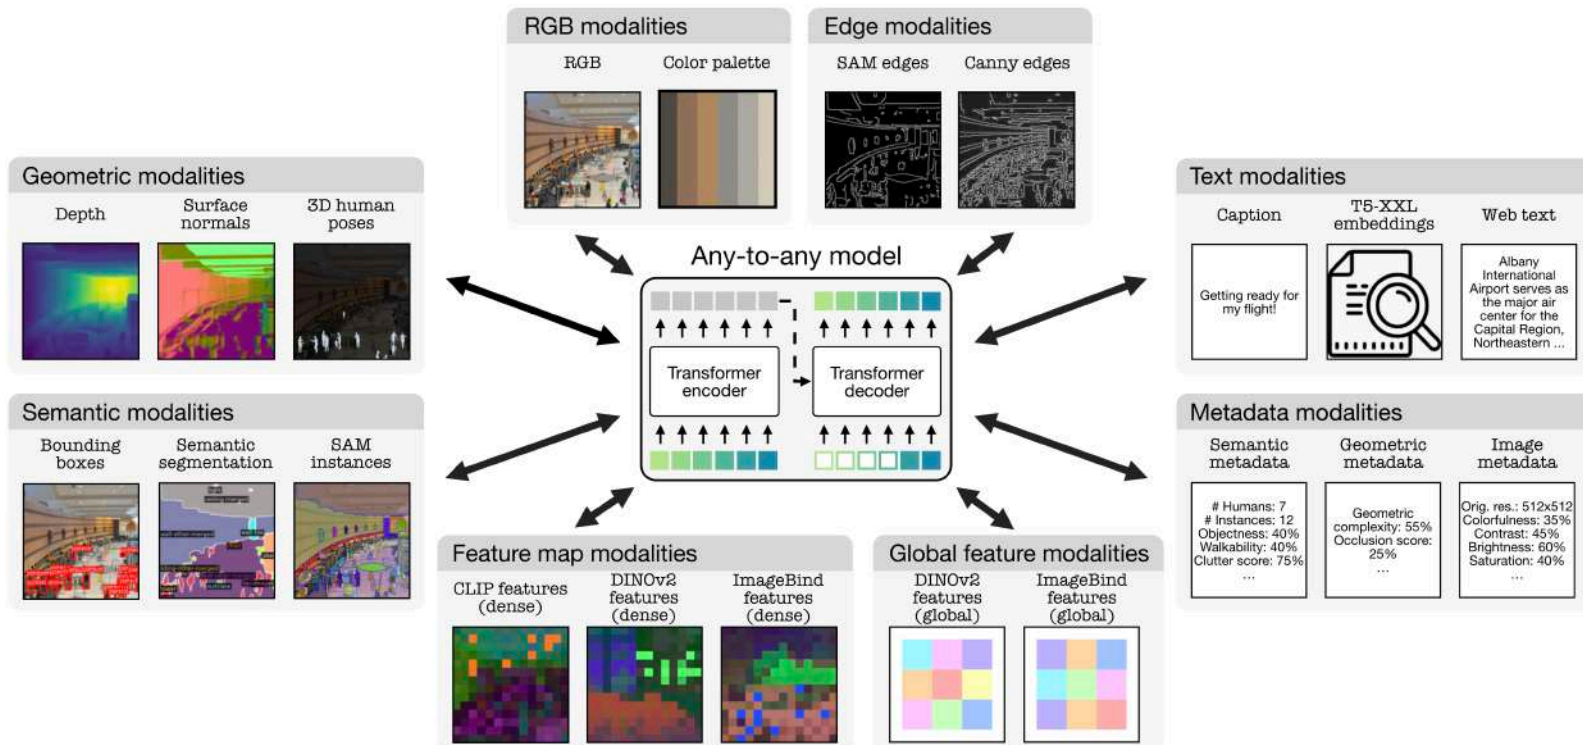 RGB modalities
RGB
Color palette
Edge modalities
SAM edges
Canny edges
Geometric modalities
Depth
Surface
normals
3D human
poses
Any-to-any model
Transformer
encoder
Transformer
decoder
Text modalities
Caption
T5-XXL
embeddings
Web text
Getting ready for
my flight!
Albany
International
Airport serves as
the major air
center for the
Capital Region,
Northeastern ...
Semantic modalities
Bounding
boxes
Semantic
segmentation
SAM
instances
Metadata modalities
Semantic
metadata
Geometric
metadata
Image
metadata
# Humans: 7
# Instances: 12
Objectness: 40%
Walkability: 40%
Clutter score: 75%
...
Geometric
complexity: 55%
Occlusion score:
25%
...
Orig. res.: 512x512
Colorfulness: 35%
Contrast: 45%
Brightness: 60%
Saturation: 40%
...
Feature map modalities
CLIP features
(dense)
DINOv2
features
(dense)
ImageBind
features
(dense)
Global feature modalities
DINOv2
features
(global)
ImageBind
features
(global)